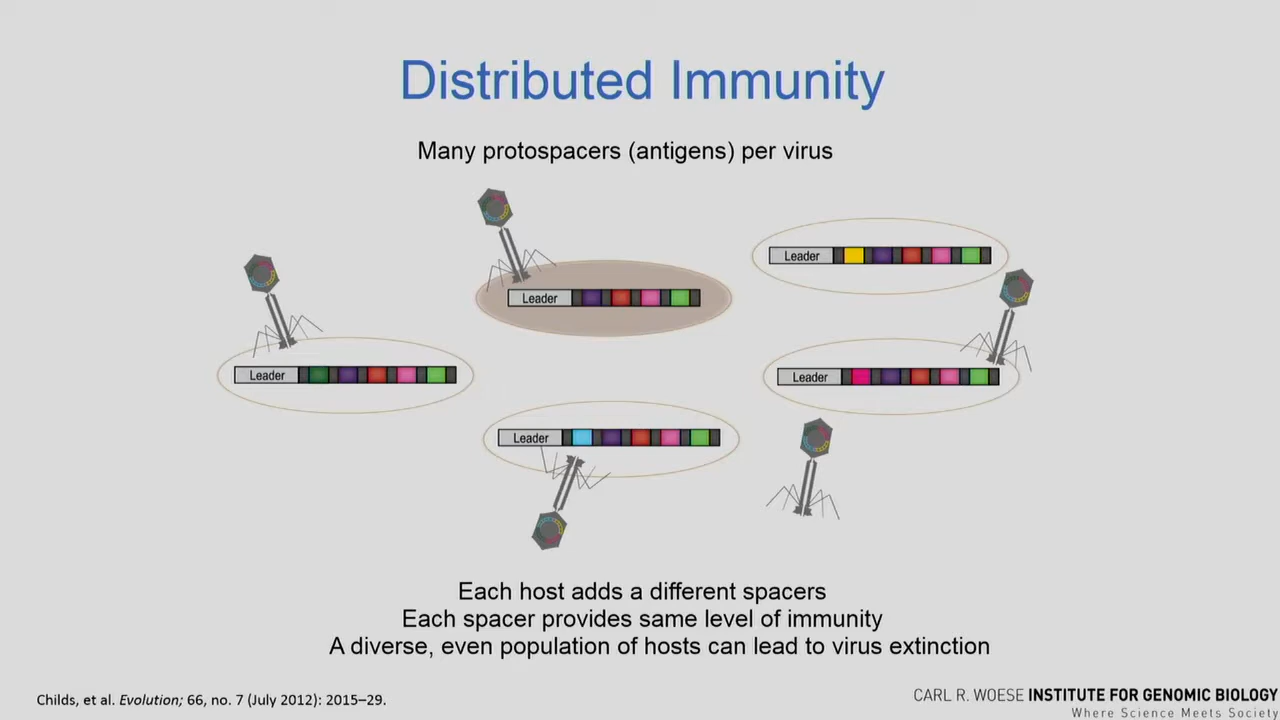 Distributed Immunity
Many protospacers (antigens) per virus
Leader
Leader
Leader
Leader
Leader
Each host adds a different spacers
Each spacer provides same level of immunity
A diverse, even population of hosts can lead to virus extinction
Childs, et al. Evolution; 66, no. 7 (July 2012): 2015–29.
CARL R. WOESE INSTITUTE FOR GENOMIC BIOLOGY
Where Science Meets Society